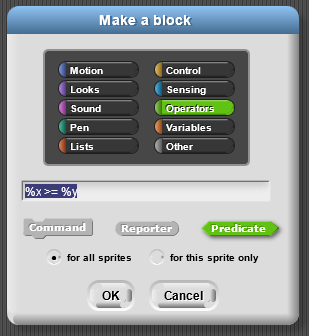 Make a block
Motion Control
Looks Sensing
Sound Operators
Pen Variables
Lists Other
%x >= %y
Command Reporter Predicate
for all sprites for this sprite only
OK Cancel